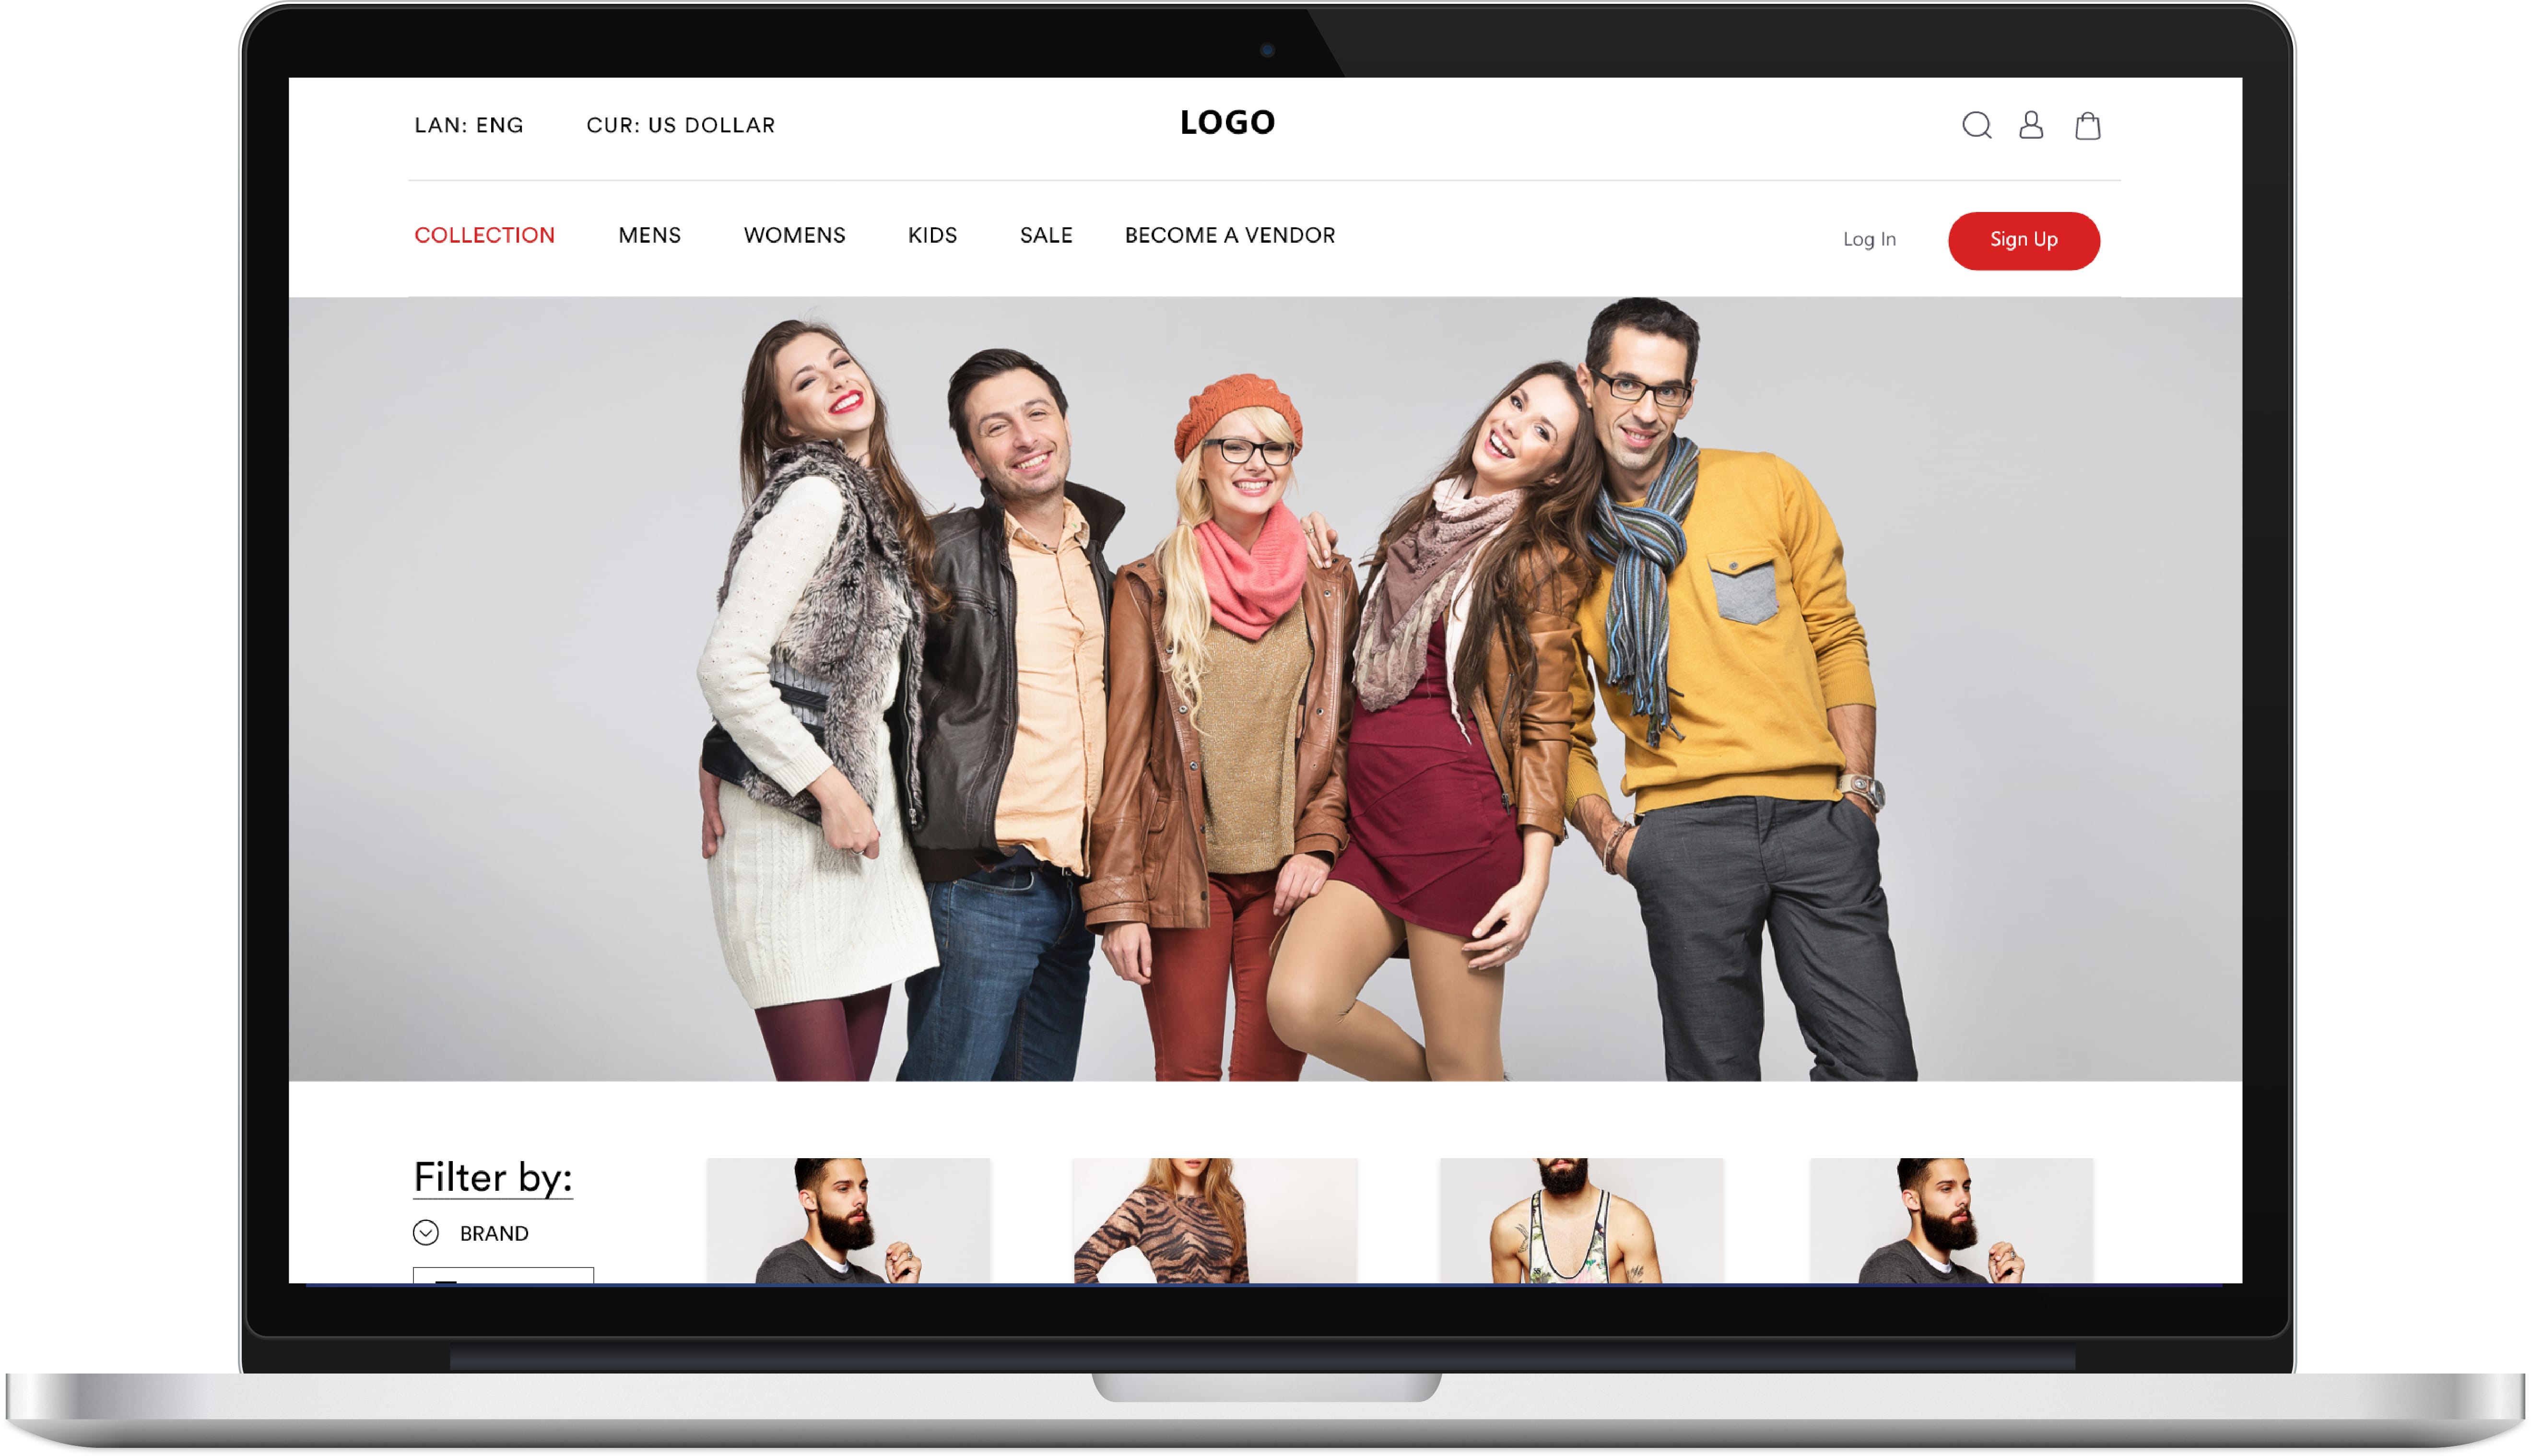 LAN: ENG CUR: US DOLLAR LOGO
COLLECTION MENS WOMENS KIDS SALE BECOME A VENDOR Log In Sign Up
Filter by:
BRAND